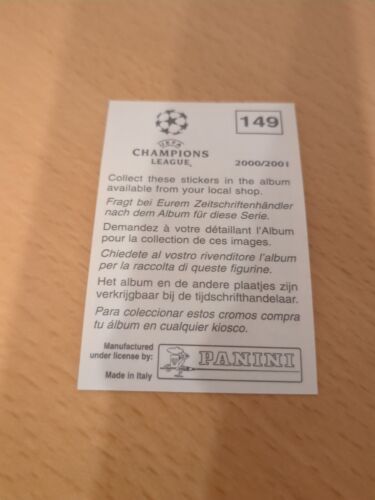 149
UEFA
CHAMPIONS
LEAGUE
2000/2001
Collect these stickers in the album
available from your local shop.
Fragt bei Eurem Zeitschriftenhändler
nach dem Album für diese Serie.
Demandez à votre détaillant l'Album
pour la collection de ces images.
Chiedete al vostro rivenditore l'album
per la raccolta di queste figurine.
Het album en de andere plaatjes zijn
verkrijgbaar bij de tijdschrifthandelaar.
Para coleccionar estos cromos compra
tu álbum en cualquier kiosco.
Manufactured
under license by:
PANINI
Made in Italy